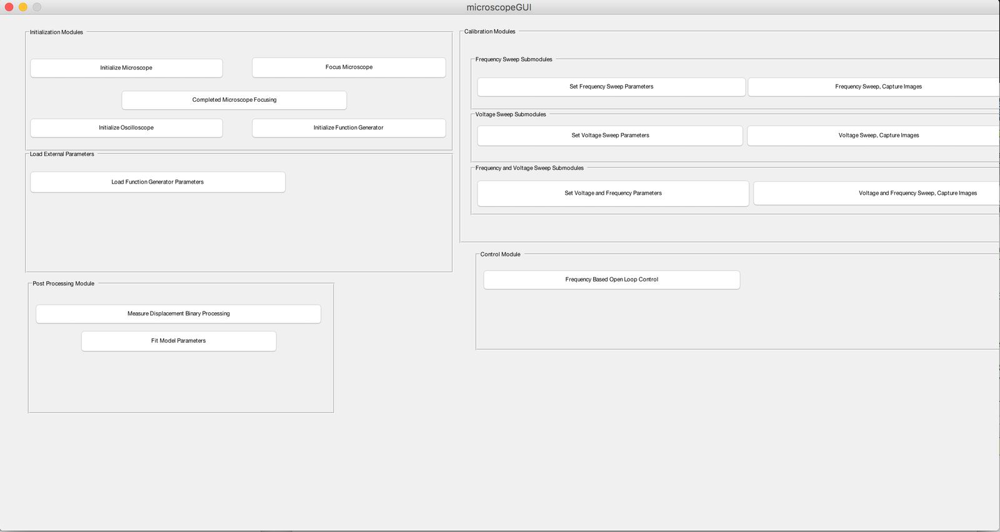 microscopeGUI
Initialization Modules
Initialize Microscope
Focus Microscope
Completed Microscope Focusing
Initialize Oscilloscope
Initialize Function Generator
Load External Parameters
Load Function Generator Parameters
Post Processing Module
Measure Displacement Binary Processing
Fit Model Parameters
Calibration Modules
Frequency Sweep Submodules
Set Frequency Sweep Parameters
Frequency Sweep, Capture Images
Voltage Sweep Submodules
Set Voltage Sweep Parameters
Voltage Sweep, Capture Images
Frequency and Voltage Sweep Submodules
Set Voltage and Frequency Parameters
Voltage and Frequency Sweep, Capture Images
Control Module
Frequency Based Open Loop Control